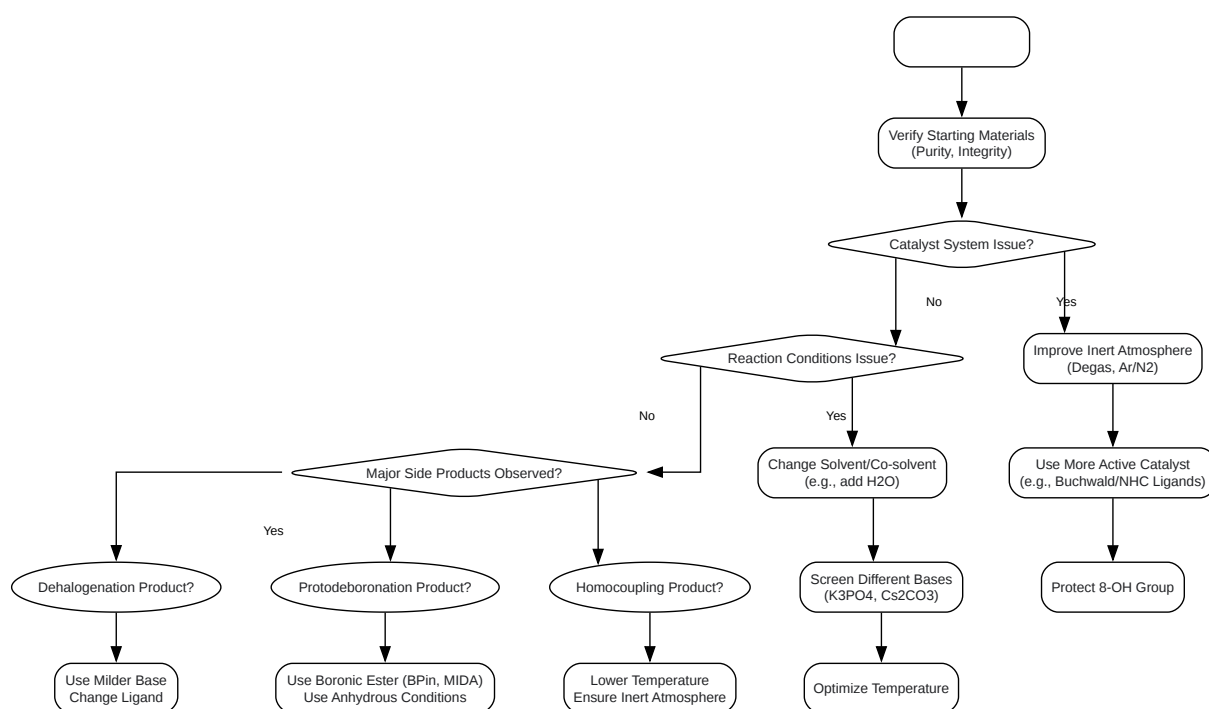 Verify Starting Materials
(Purity, Integrity)
Catalyst System Issue?
No
Yes
Reaction Conditions Issue?
Improve Inert Atmosphere
(Degas, Ar/N2)
No
Yes
Major Side Products Observed?
Change Solvent/Co-solvent
(e.g., add H2O)
Use More Active Catalyst
(e.g., Buchwald/NHC Ligands)
Yes
Dehalogenation Product?
Protodeboronation Product?
Homocoupling Product?
Screen Different Bases
(K3PO4, Cs2CO3)
Protect 8-OH Group
Use Milder Base
Change Ligand
Use Boronic Ester (BPin, MIDA)
Use Anhydrous Conditions
Lower Temperature
Ensure Inert Atmosphere
Optimize Temperature